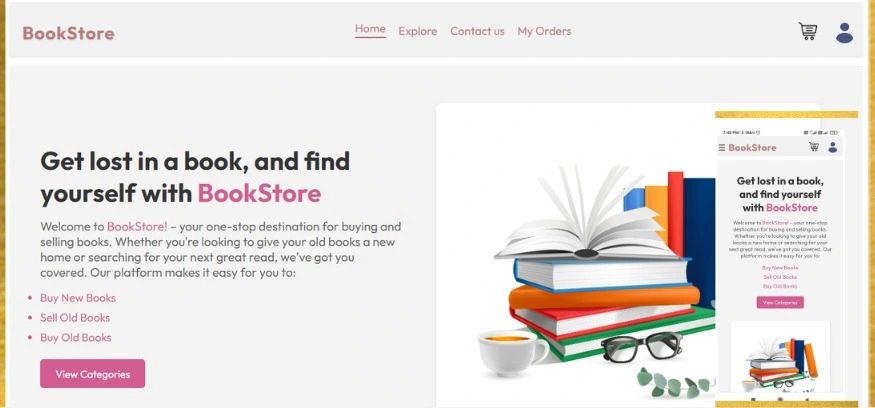 BookStore
Home Explore Contact us My Orders
Get lost in a book, and find
yourself with BookStore
Welcome to BookStore! – your one-stop destination for buying and
selling books. Whether you're looking to give your old books a new
home or searching for your next great read, we've got you
covered. Our platform makes it easy for you to:
Buy New Books
Sell Old Books
Buy Old Books
View Categories
BookStore
Get lost in a book,
and find yourself
with BookStore
Welcome to BookStore! – your one-stop
destination for buying and selling books.
Whether you're looking to give your old
books a new home or searching for your
next great read, we've got you covered. Our
platform makes it easy for you to:
Buy New Books
Sell Old Books
Buy Old Books
View Categories